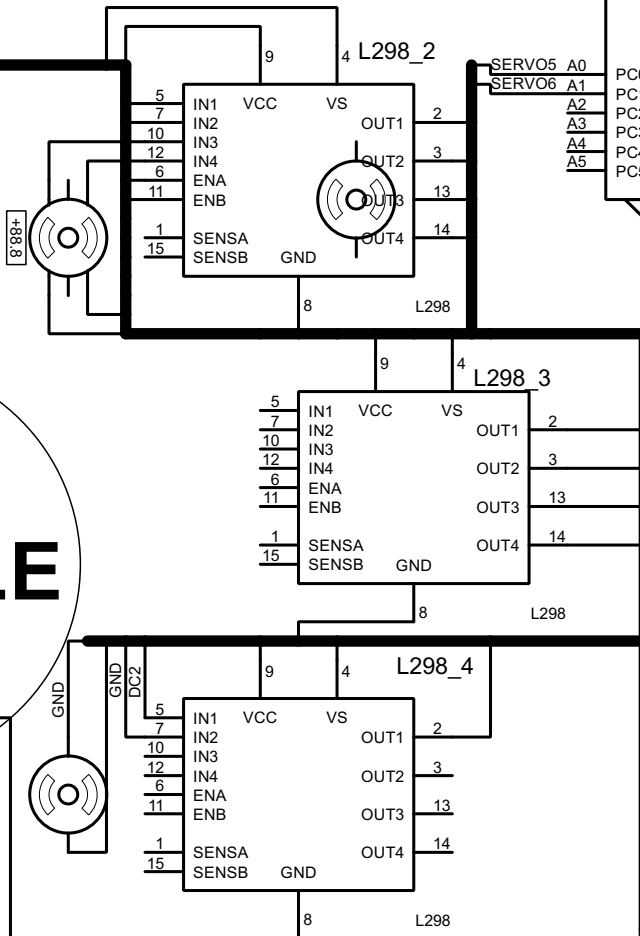 9
4
L298_2
SERVO5 A0
PC0
SERVO6 A1
PC1
A2
PC2
A3
PC3
A4
PC4
A5
PC5
5 IN1 VCC VS
7 IN2 OUT1 2
10 IN3
12 IN4 OUT2 3
6 ENA
11 ENB OUT3 13
1 SENSA OUT4 14
15 SENSB GND
+88.8
8
L298
9
4
L298_3
5 IN1 VCC VS
7 IN2 OUT1 2
10 IN3
12 IN4 OUT2 3
6 ENA
11 ENB OUT3 13
1 SENSA OUT4 14
15 SENSB GND
8
L298
LE
GND
GND
DC2
9
4
L298_4
5 IN1 VCC VS
7 IN2 OUT1 2
10 IN3
12 IN4 OUT2 3
6 ENA
11 ENB OUT3 13
1 SENSA OUT4 14
15 SENSB GND
8
L298